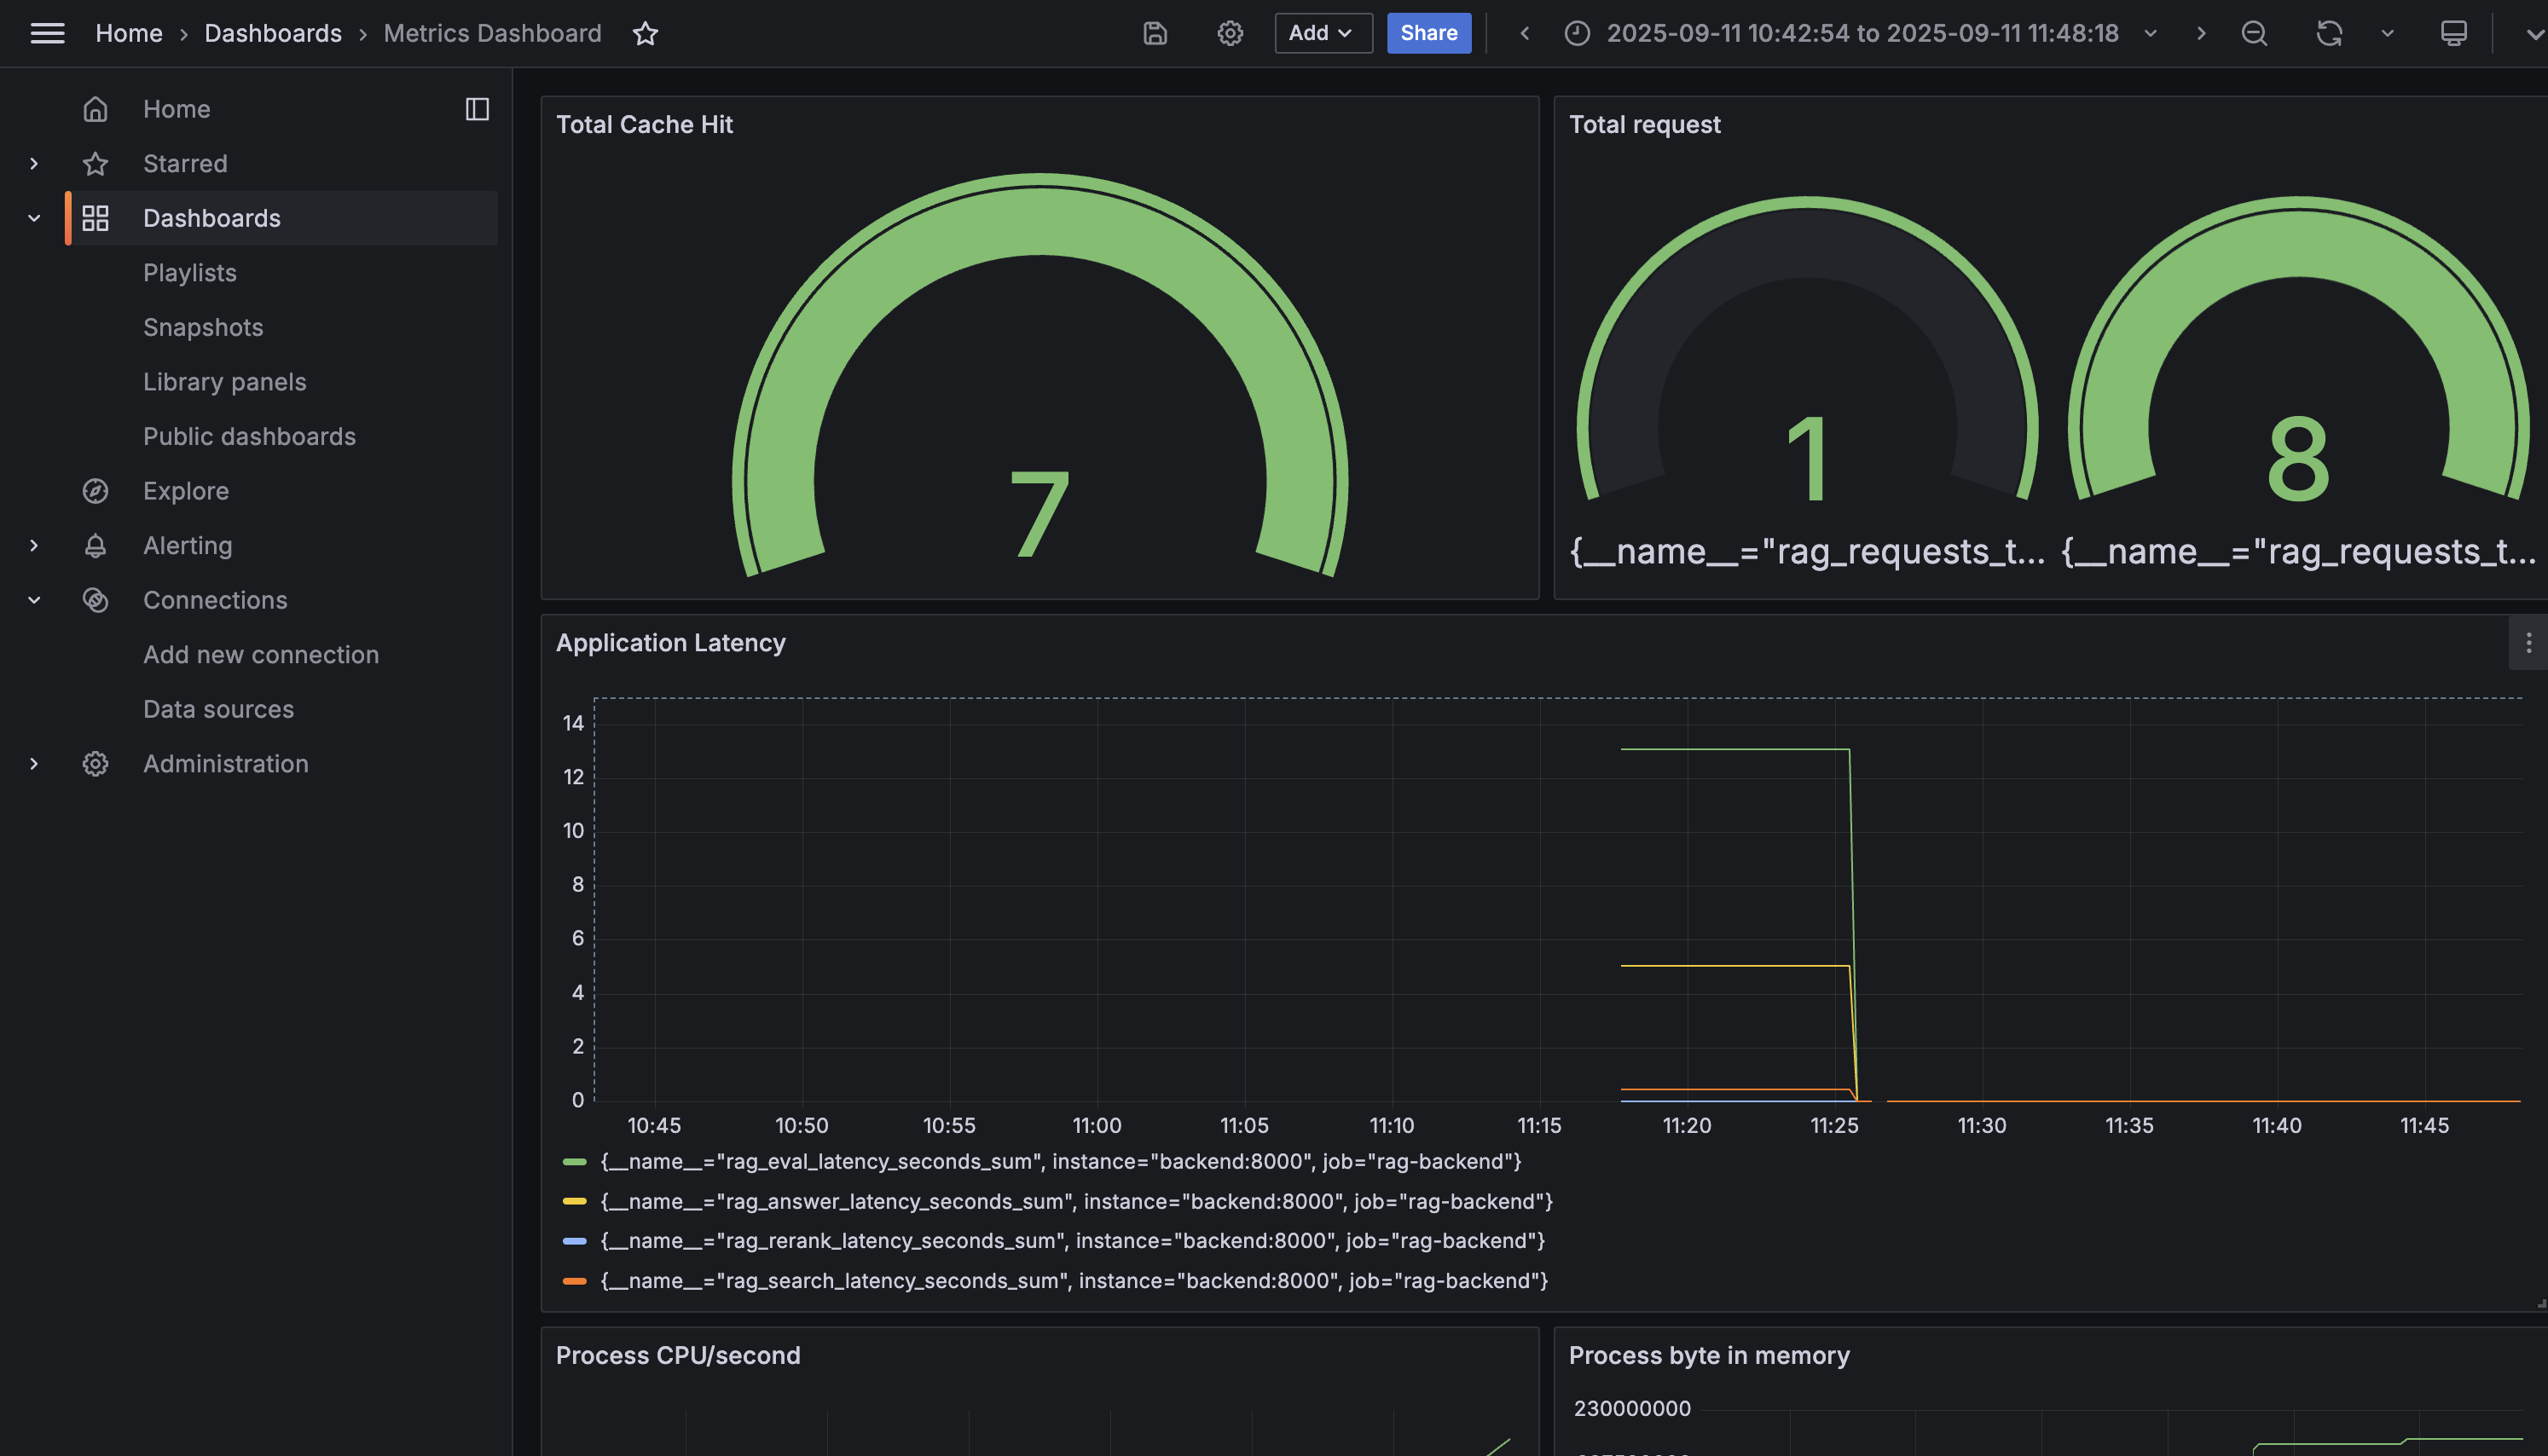 Home › Dashboards › Metrics Dashboard
Add
Share
2025-09-11 10:42:54 to 2025-09-11 11:48:18
Home
Starred
Dashboards
Playlists
Snapshots
Library panels
Public dashboards
Explore
Alerting
Connections
Add new connection
Data sources
Administration
Total Cache Hit
7
Total request
1
8
{__name__="rag_requests_t...
{__name__="rag_requests_t...
Application Latency
14
12
10
8
6
4
2
0
10:45 10:50 10:55 11:00 11:05 11:10 11:15 11:20 11:25 11:30 11:35 11:40 11:45
{__name__="rag_eval_latency_seconds_sum", instance="backend:8000", job="rag-backend"}
{__name__="rag_answer_latency_seconds_sum", instance="backend:8000", job="rag-backend"}
{__name__="rag_rerank_latency_seconds_sum", instance="backend:8000", job="rag-backend"}
{__name__="rag_search_latency_seconds_sum", instance="backend:8000", job="rag-backend"}
Process CPU/second
Process byte in memory
230000000